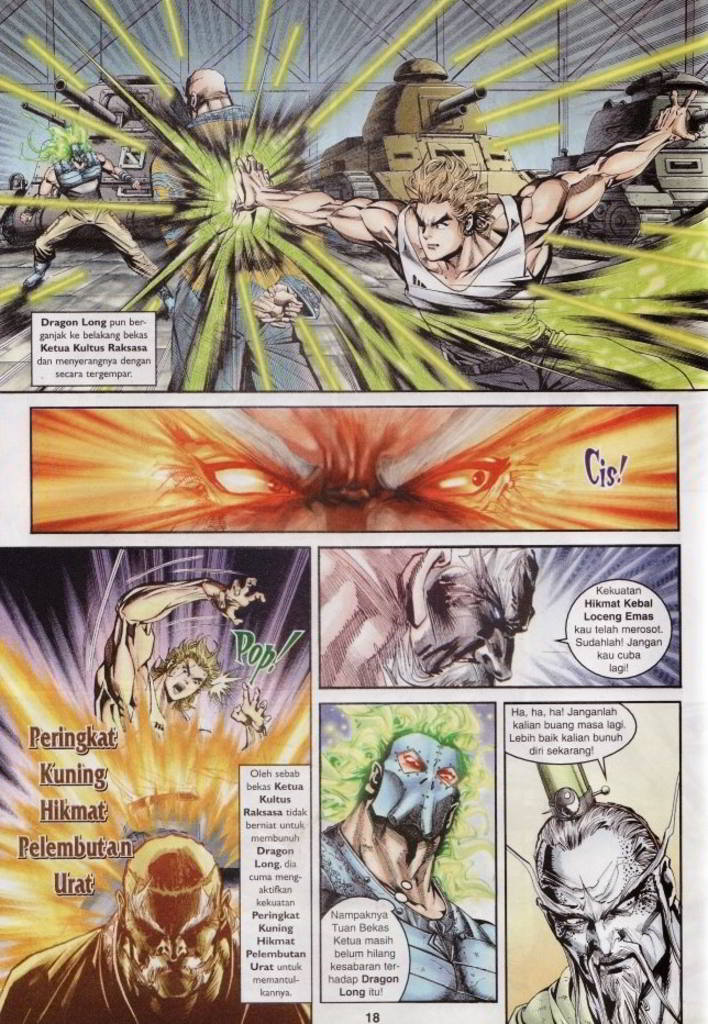 Dragon Long pun ber-
ganjak ke belakang bekas
Ketua Kultus Raksasa
dan menyerangnya dengan
secara tergempar.
Cis!
Pop!
Peringkat
Kuning
Hikmat
Pelembutan
Urat
Oleh sebab
bekas Ketua
Kultus
Raksasa tidak
berniat untuk
membunuh
Dragon
Long, dia
cuma meng-
aktifkan
kekuatan
Peringkat
Kuning
Hikmat
Pelembutan
Urat untuk
memantul-
kannya.
Kekuatan
Hikmat Kebal
Loceng Emas
kau telah merosot.
Sudahlah! Jangan
kau cuba
lagi!
Nampaknya
Tuan Bekas
Ketua masih
belum hilang
kesabaran ter-
hadap Dragon
Long itu!
Ha, ha, ha! Janganlah
kalian buang masa lagi.
Lebih baik kalian bunuh
diri sekarang!
18